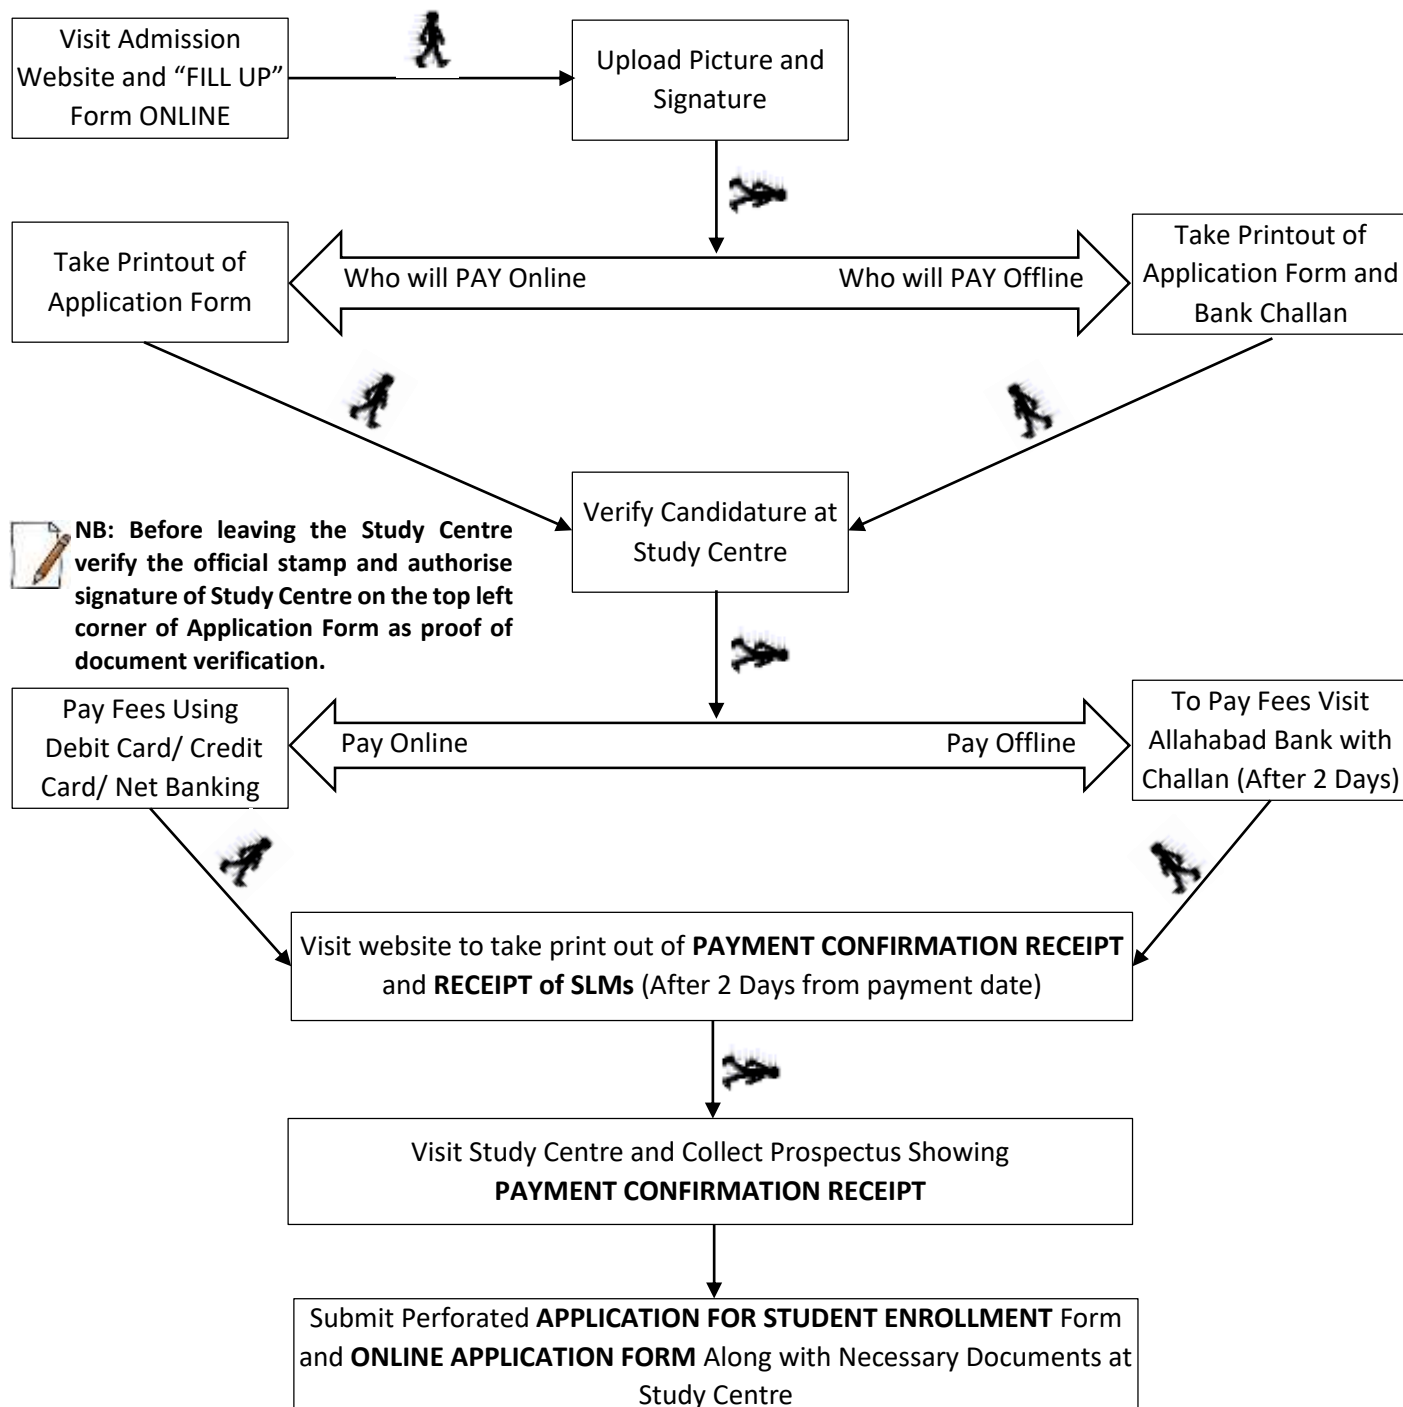 Visit Admission
Website and “FILL UP”
Form ONLINE
Upload Picture and
Signature
Take Printout of
Application Form
Who will PAY Online
Who will PAY Offline
Take Printout of
Application Form and
Bank Challan
Verify Candidature at
Study Centre
NB: Before leaving the Study Centre
verify the official stamp and authorise
signature of Study Centre on the top left
corner of Application Form as proof of
document verification.
Pay Fees Using
Debit Card/ Credit
Card/ Net Banking
Pay Online
Pay Offline
To Pay Fees Visit
Allahabad Bank with
Challan (After 2 Days)
Visit website to take print out of PAYMENT CONFIRMATION RECEIPT
and RECEIPT of SLMs (After 2 Days from payment date)
Visit Study Centre and Collect Prospectus Showing
PAYMENT CONFIRMATION RECEIPT
Submit Perforated APPLICATION FOR STUDENT ENROLLMENT Form
and ONLINE APPLICATION FORM Along with Necessary Documents at
Study Centre